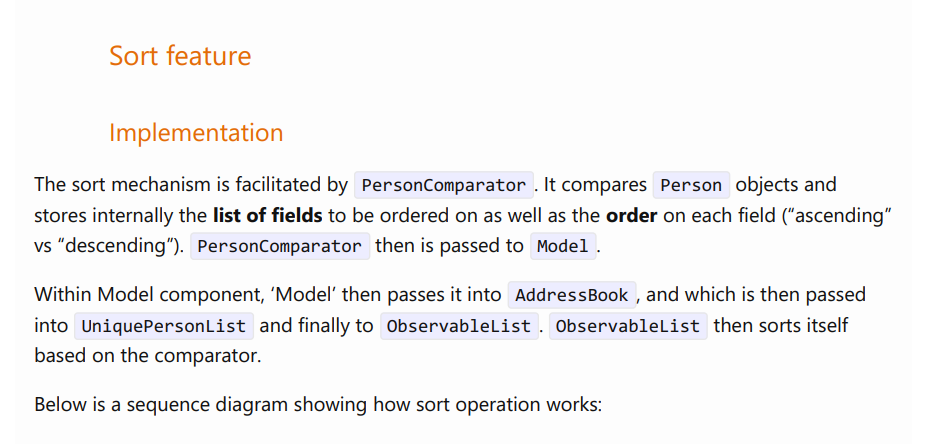 Sort feature
Implementation
The sort mechanism is facilitated by PersonComparator. It compares Person objects and
stores internally the list of fields to be ordered on as well as the order on each field (“ascending”
vs “descending”). PersonComparator then is passed to Model.
Within Model component, ‘Model’ then passes it into AddressBook, and which is then passed
into UniquePersonList and finally to ObservableList. ObservableList then sorts itself
based on the comparator.
Below is a sequence diagram showing how sort operation works: